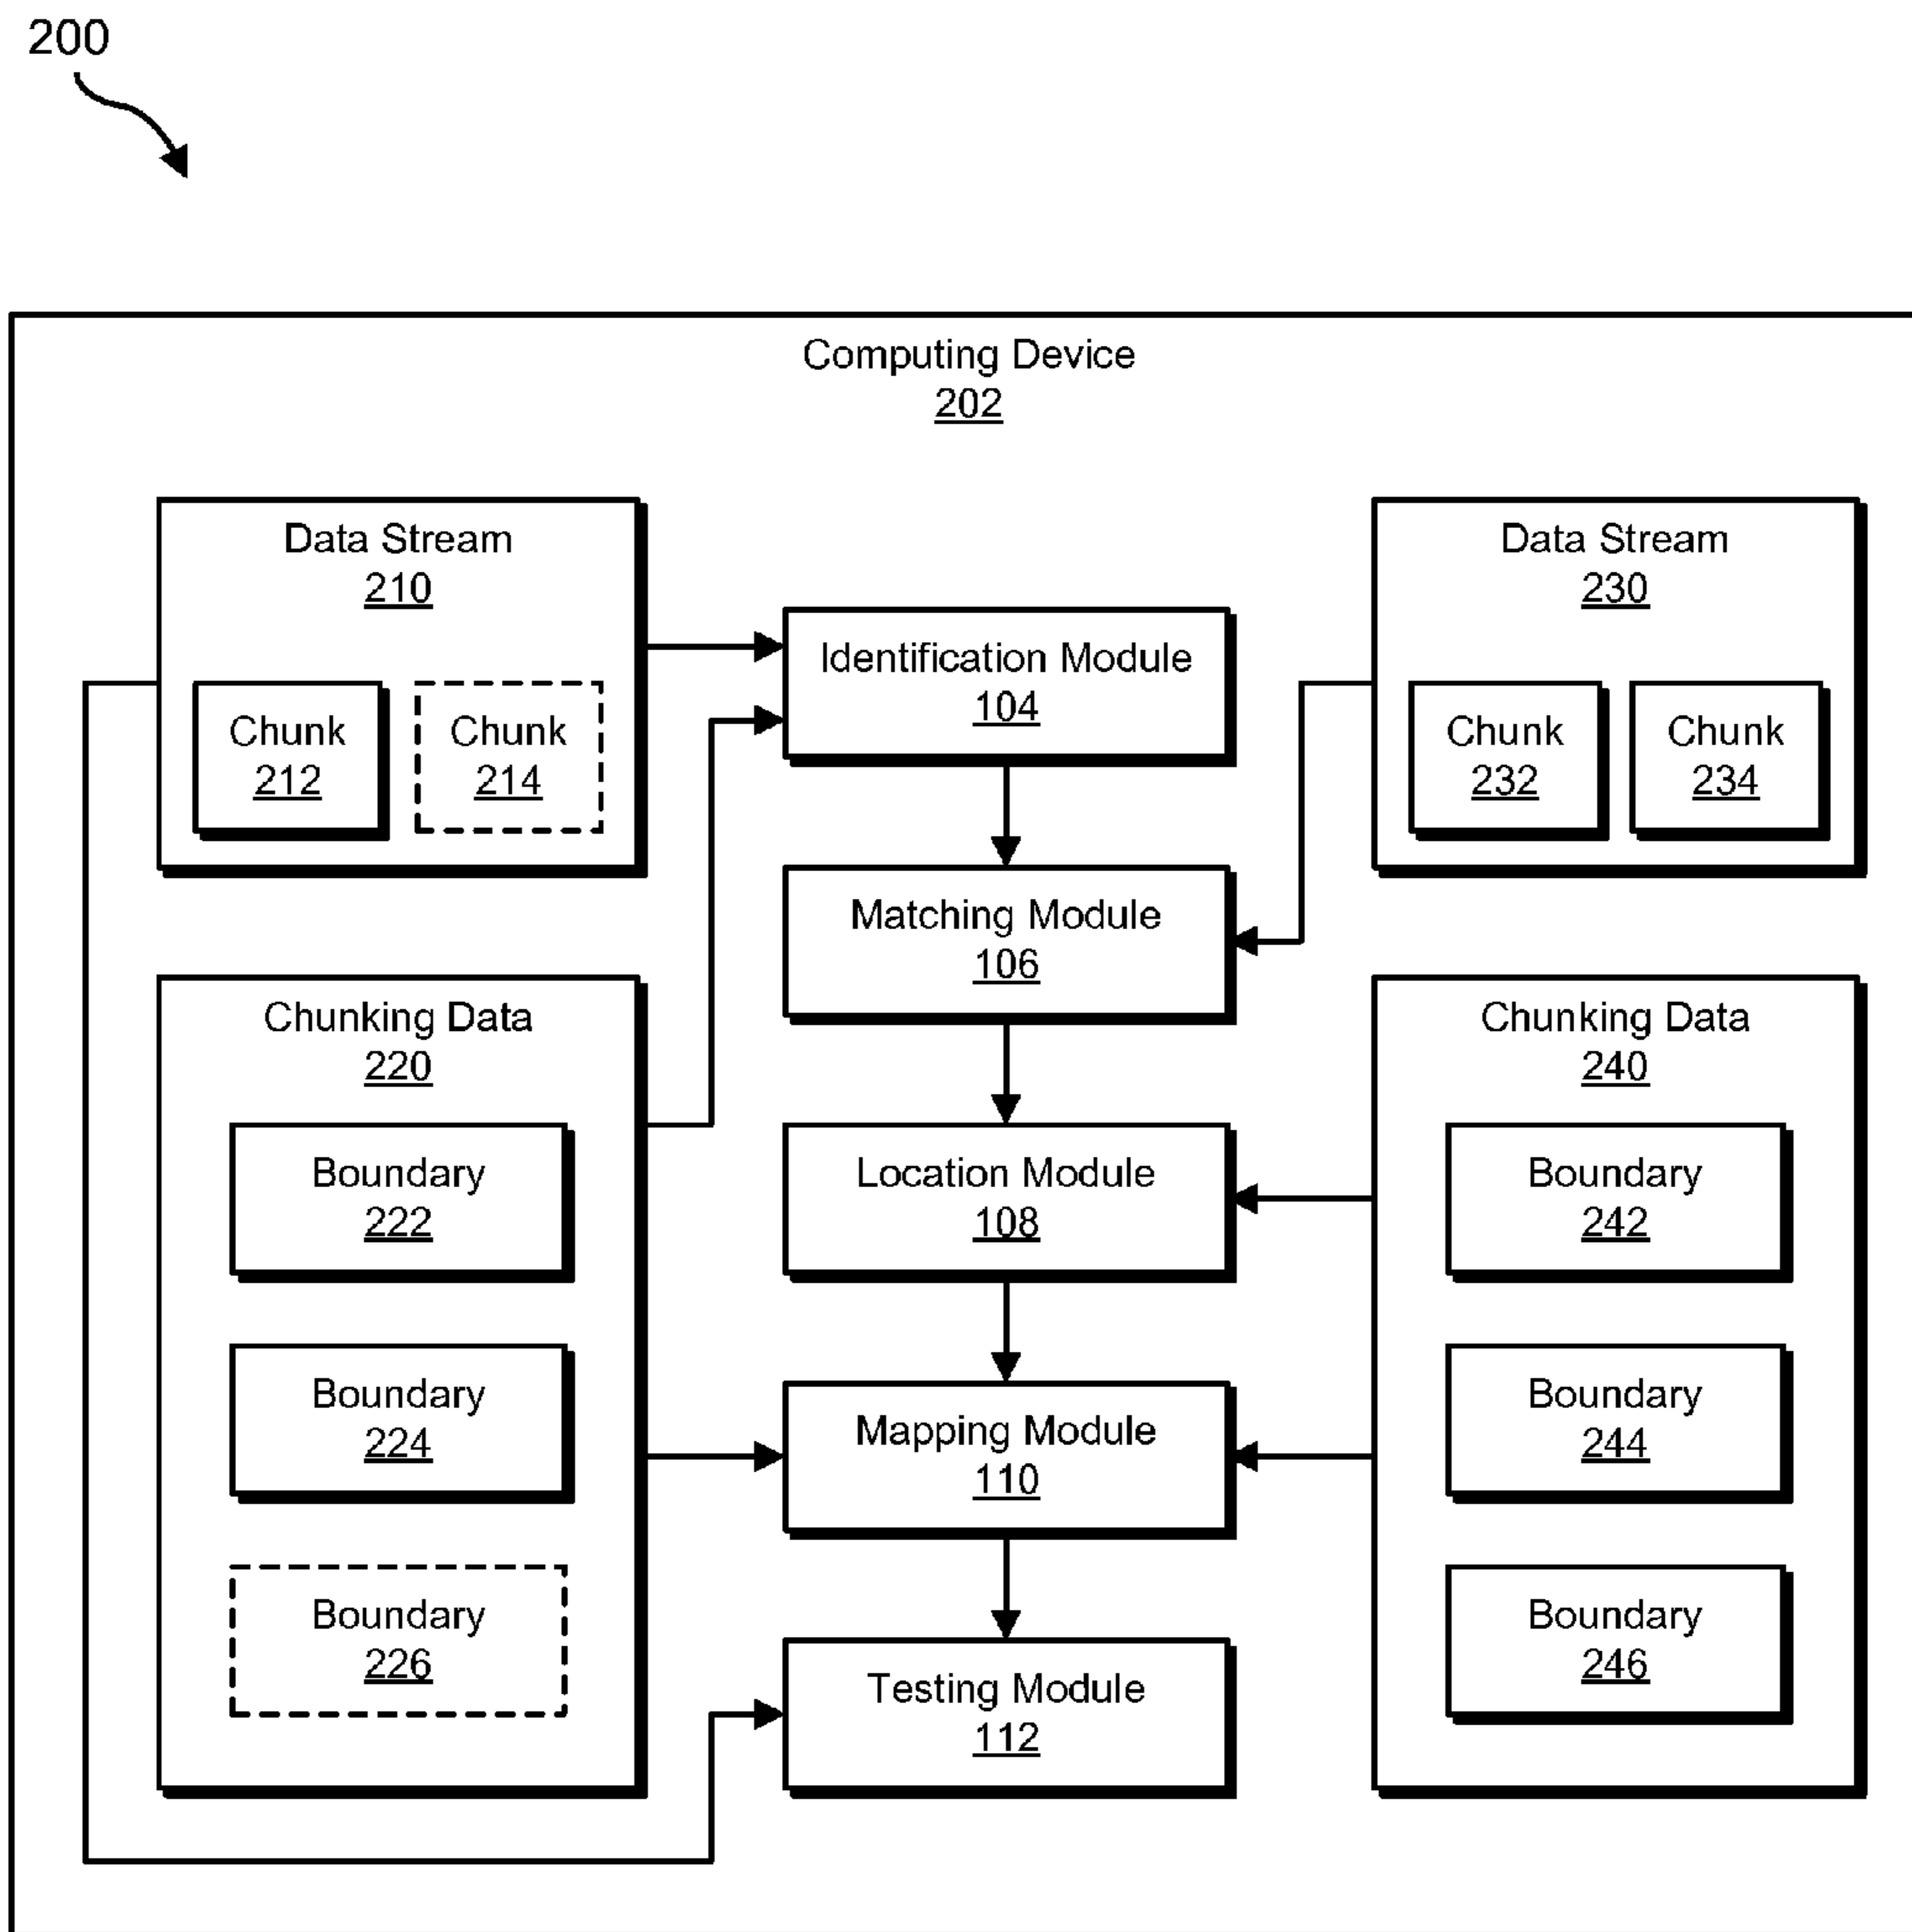 200
Computing Device
202
Data Stream
210
Chunk
212
Chunk
214
Chunking Data
220
Boundary
222
Boundary
224
Boundary
226
Identification Module
104
Matching Module
106
Location Module
108
Mapping Module
110
Testing Module
112
Data Stream
230
Chunk
232
Chunk
234
Chunking Data
240
Boundary
242
Boundary
244
Boundary
246